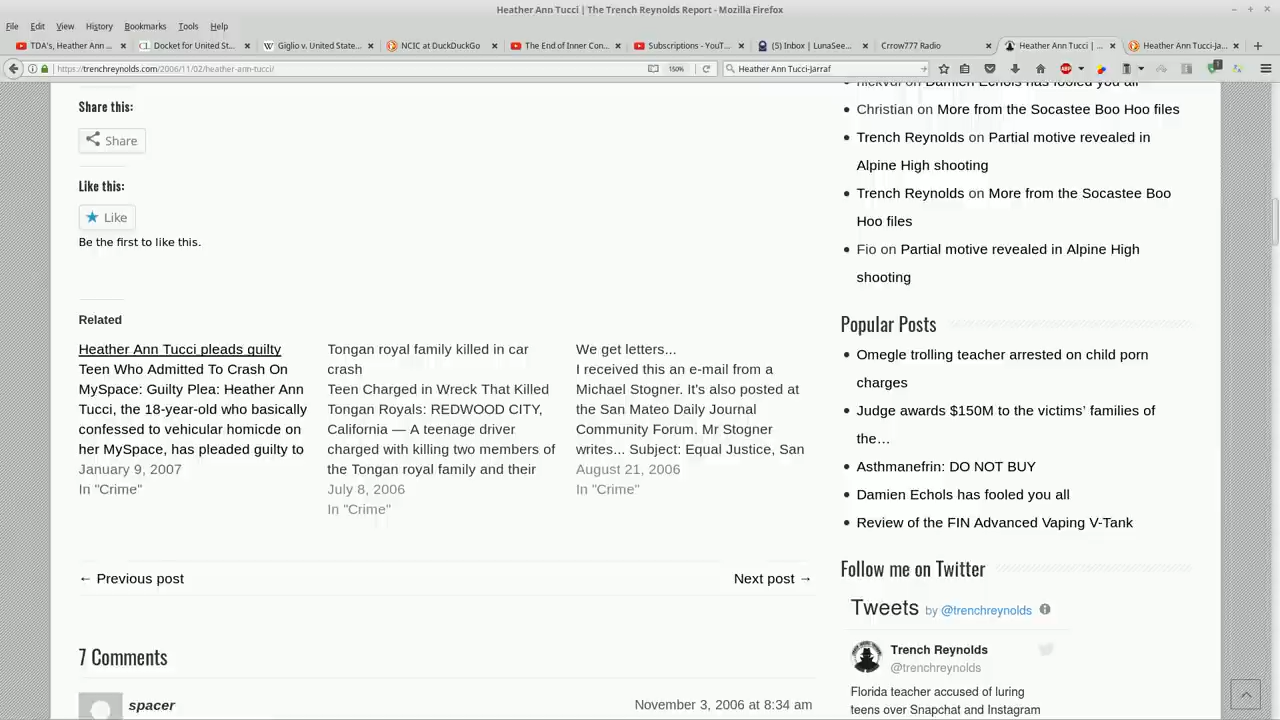 Heather Ann Tucci | The Trench Reynolds Report - Mozilla Firefox
File Edit View History Bookmarks Tools Help
TDA's, Heather Ann ... Docket for United St... Giglio v. United State... NCIC at DuckDuckGo The End of Inner Con... Subscriptions - YouT... (5) Inbox | LunaSee... Crrow777 Radio Heather Ann Tucci | ... Heather Ann Tucci-Ja...
https://trenchreynolds.com/2006/11/02/heather-ann-tucci/ 150% Heather Ann Tucci-Jarraf
Share this:
Share
Like this:
Like
Be the first to like this.
Related
Heather Ann Tucci pleads guilty
Teen Who Admitted To Crash On
MySpace: Guilty Plea: Heather Ann
Tucci, the 18-year-old who basically
confessed to vehicular homicde on
her MySpace, has pleaded guilty to
January 9, 2007
In "Crime"
Tongan royal family killed in car
crash
Teen Charged in Wreck That Killed
Tongan Royals: REDWOOD CITY,
California — A teenage driver
charged with killing two members of
the Tongan royal family and their
July 8, 2006
In "Crime"
We get letters...
I received this an e-mail from a
Michael Stogner. It's also posted at
the San Mateo Daily Journal
Community Forum. Mr Stogner
writes... Subject: Equal Justice, San
August 21, 2006
In "Crime"
← Previous post
Next post →
7 Comments
spacer
November 3, 2006 at 8:34 am
on Damien Echols has fooled you all
Christian on More from the Socastee Boo Hoo files
Trench Reynolds on Partial motive revealed in
Alpine High shooting
Trench Reynolds on More from the Socastee Boo
Hoo files
Fio on Partial motive revealed in Alpine High
shooting
Popular Posts
Omegle trolling teacher arrested on child porn
charges
Judge awards $150M to the victims' families of
the…
Asthmanefrin: DO NOT BUY
Damien Echols has fooled you all
Review of the FIN Advanced Vaping V-Tank
Follow me on Twitter
Tweets by @trenchreynolds
Trench Reynolds
@trenchreynolds
Florida teacher accused of luring
teens over Snapchat and Instagram